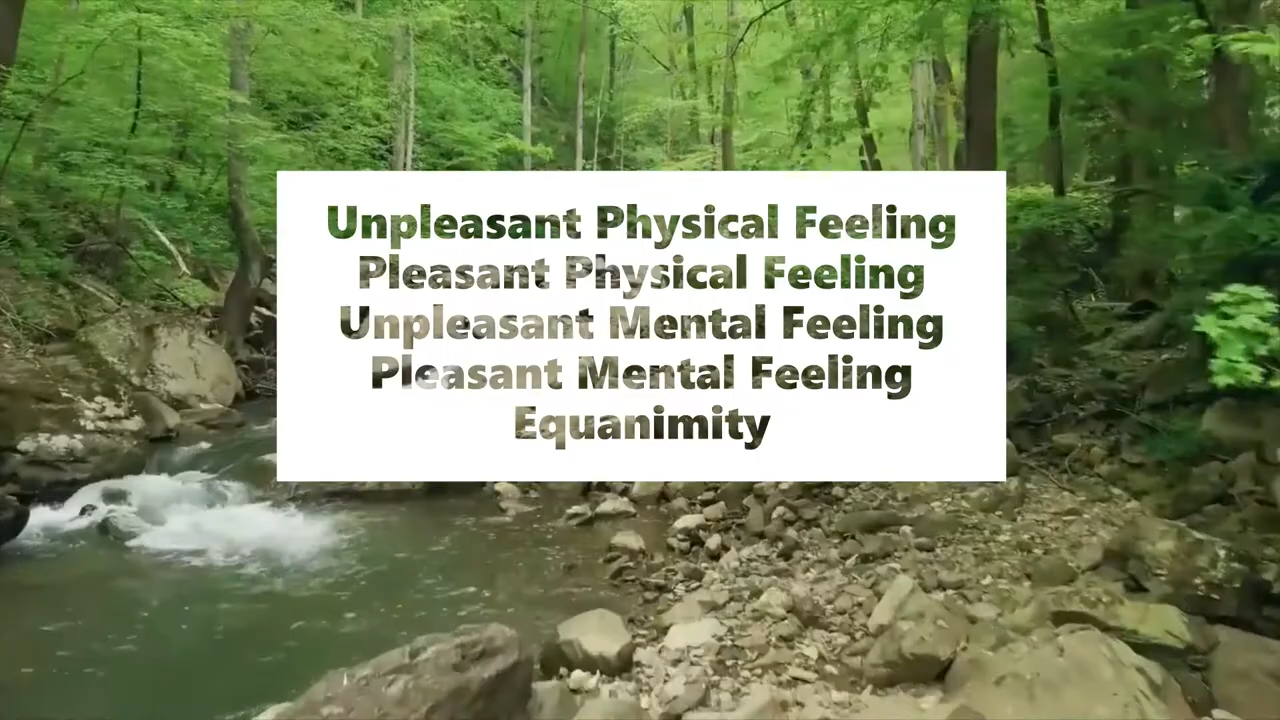 Unpleasant Physical Feeling
Pleasant Physical Feeling
Unpleasant Mental Feeling
Pleasant Mental Feeling
Equanimity